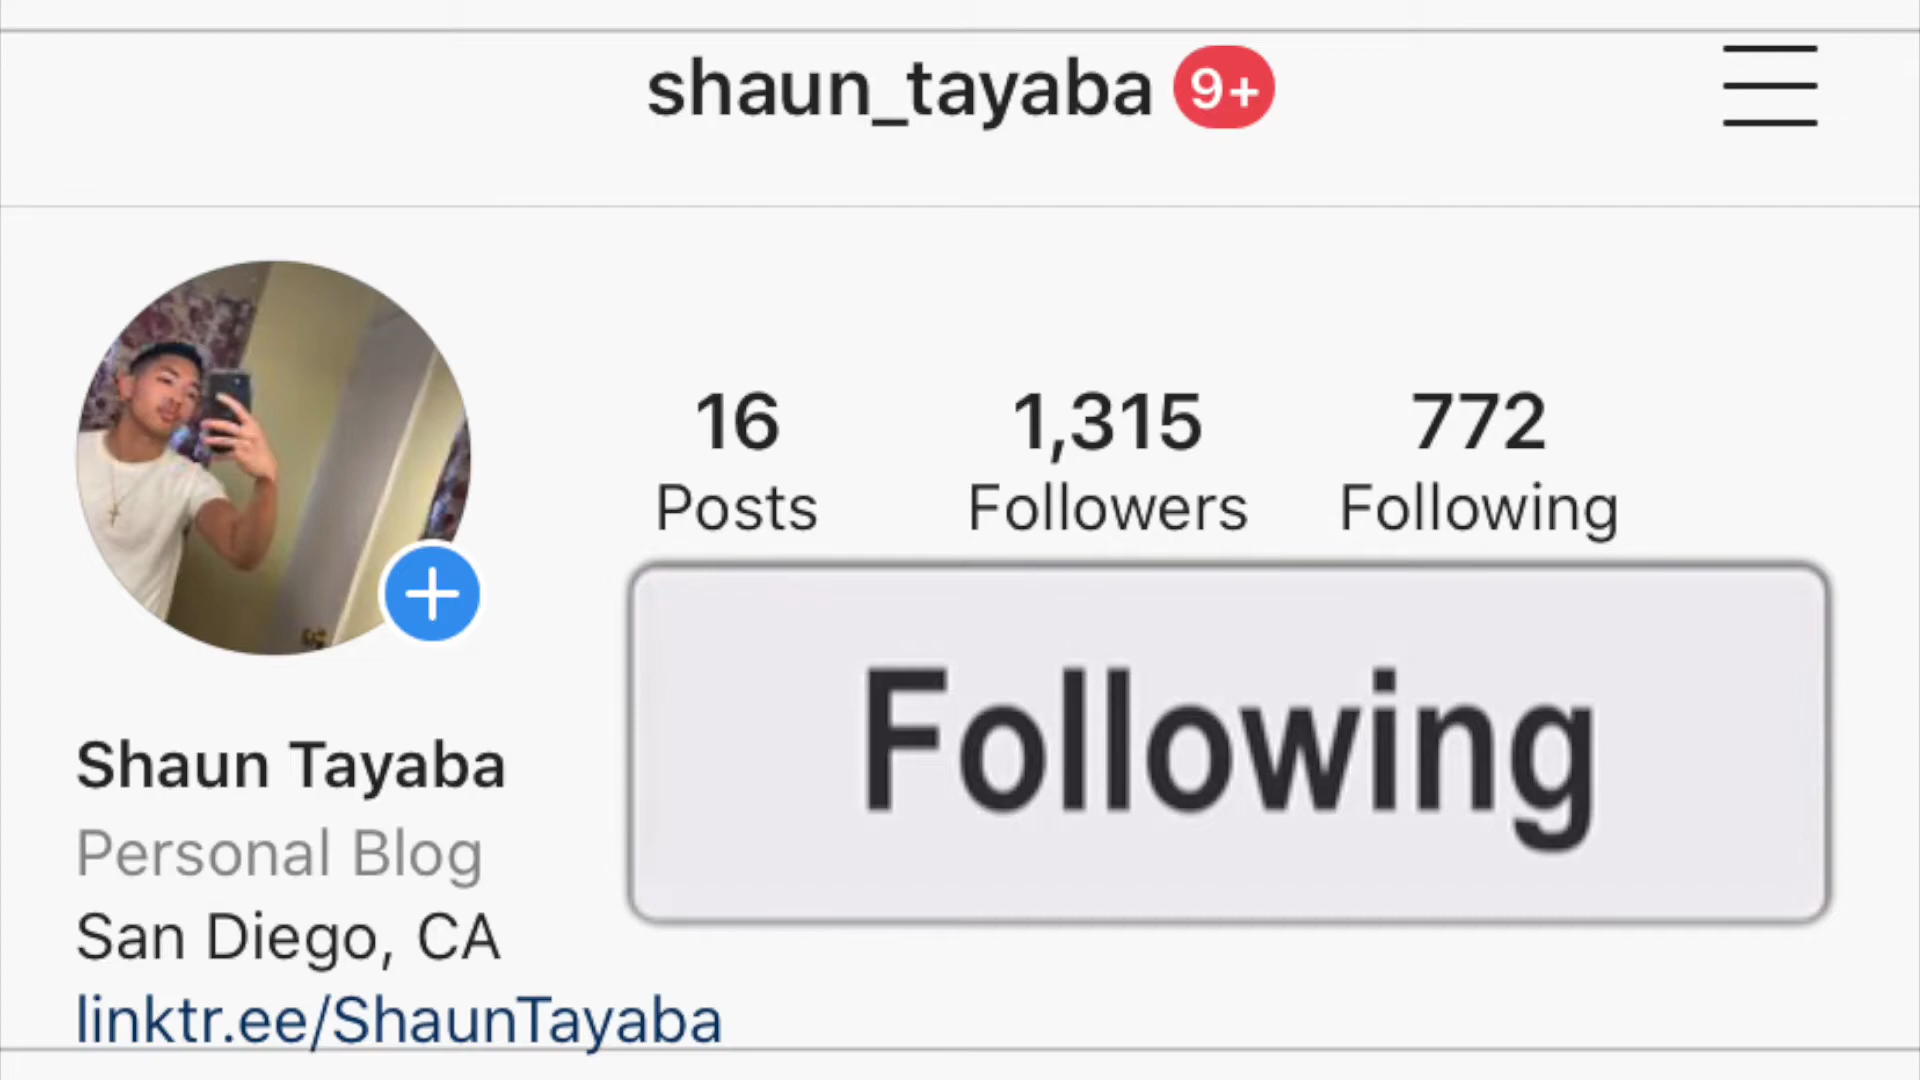 shaun_tayaba 9+
16 1,315 772
Posts Followers Following
Following
Shaun Tayaba
Personal Blog
San Diego, CA
linktr.ee/ShaunTayaba